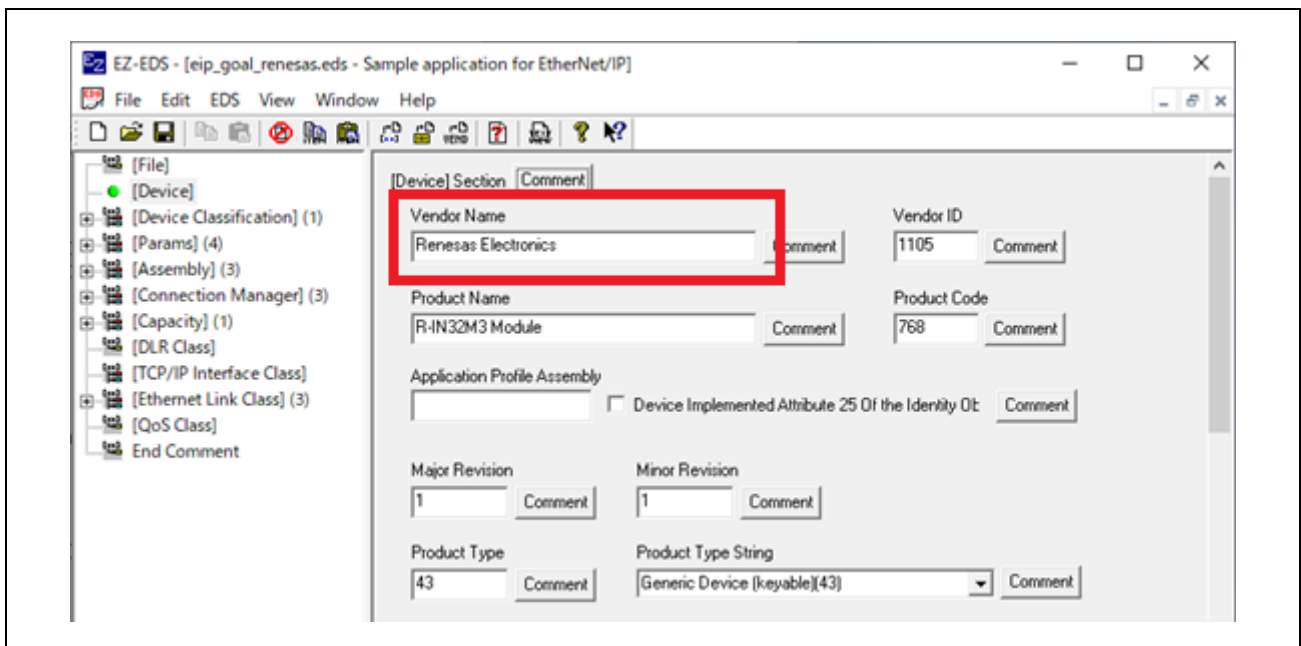 EZ-EDS - [eip_goal_renesas.eds - Sample application for EtherNet/IP]
File Edit EDS View Window Help
[File]
[Device]
[Device Classification] (1)
[Params] (4)
[Assembly] (3)
[Connection Manager] (3)
[Capacity] (1)
[DLR Class]
[TCP/IP Interface Class]
[Ethernet Link Class] (3)
[QoS Class]
End Comment
[Device] Section Comment
Vendor Name Vendor ID
Renesas Electronics Comment 1105 Comment
Product Name Product Code
R-IN32M3 Module Comment 768 Comment
Application Profile Assembly
Device Implemented Attribute 25 Of the Identity Ob Comment
Major Revision Minor Revision
1 Comment 1 Comment
Product Type Product Type String
43 Comment Generic Device (keyable)(43) Comment